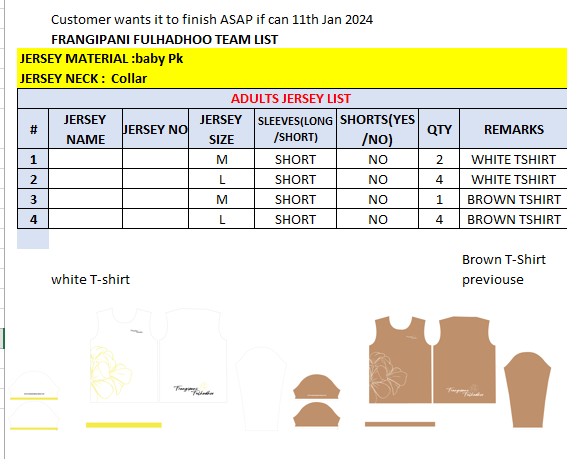 Customer wants it to finish ASAP if can 11th Jan 2024
FRANGIPANI FULHADHOO TEAM LIST
JERSEY MATERIAL :baby Pk
JERSEY NECK : Collar
ADULTS JERSEY LIST
# JERSEY NAME JERSEY NO JERSEY SIZE SLEEVES(LONG /SHORT) SHORTS(YES /NO) QTY REMARKS
1 M SHORT NO 2 WHITE TSHIRT
2 L SHORT NO 4 WHITE TSHIRT
3 M SHORT NO 1 BROWN TSHIRT
4 L SHORT NO 4 BROWN TSHIRT
Brown T-Shirt
white T-shirt previouse
Frangipani
Fulhadhoo
Frangipani
Fulhadhoo